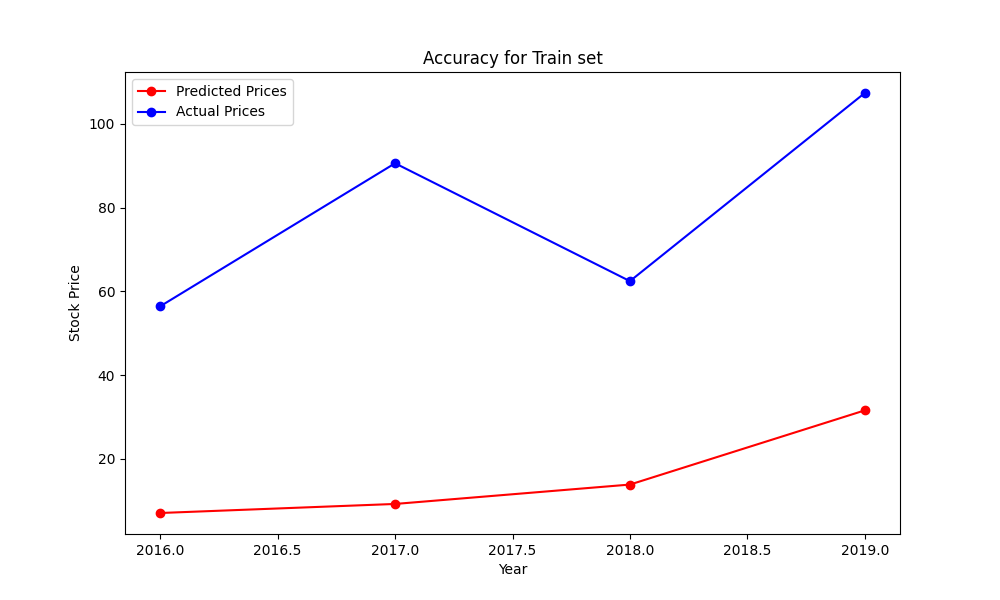 Accuracy for Train set
Predicted Prices
Actual Prices
100
80
60
40
20
Stock Price
2016.0 2016.5 2017.0 2017.5 2018.0 2018.5 2019.0
Year